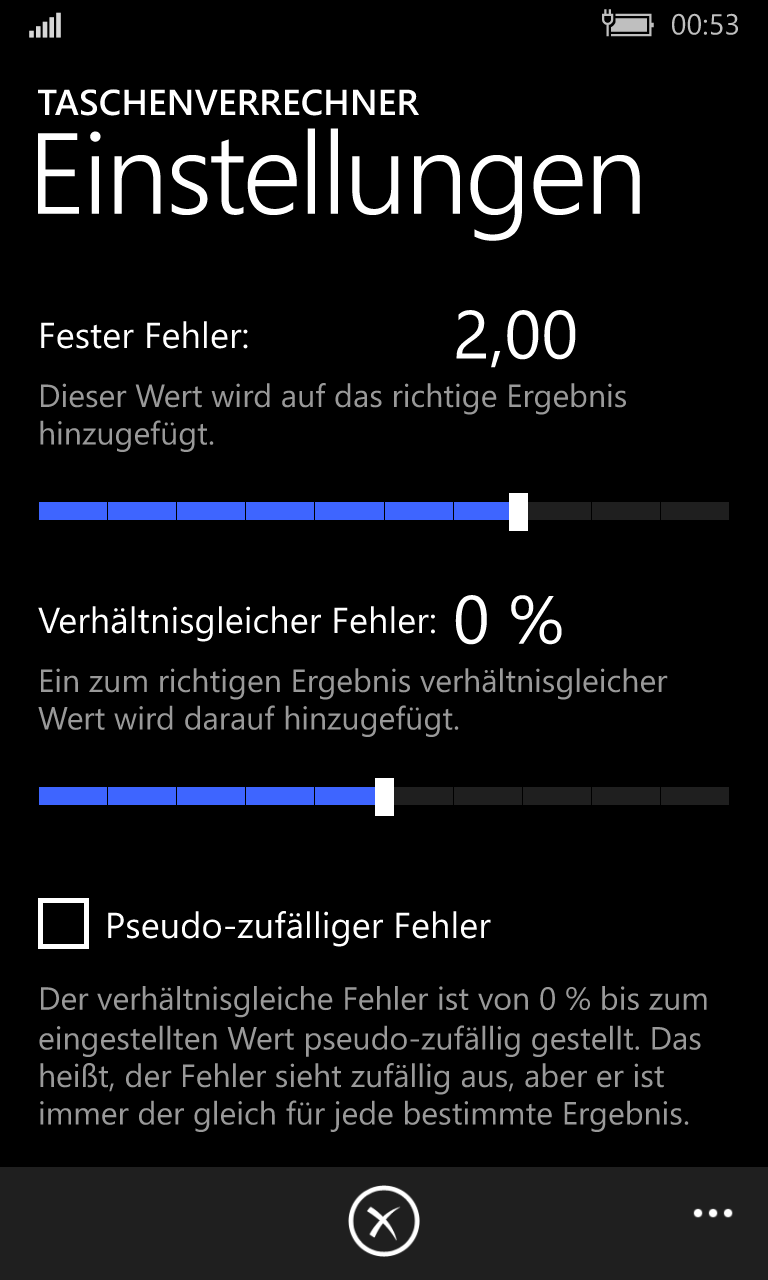 00:53
TASCHENVERRECHNER
Einstellungen
Fester Fehler: 2,00
Dieser Wert wird auf das richtige Ergebnis
hinzugefügt.
Verhältnisgleicher Fehler: 0 %
Ein zum richtigen Ergebnis verhältnisgleicher
Wert wird darauf hinzugefügt.
Pseudo-zufälliger Fehler
Der verhältnisgleiche Fehler ist von 0 % bis zum
eingestellten Wert pseudo-zufällig gestellt. Das
heißt, der Fehler sieht zufällig aus, aber er ist
immer der gleich für jede bestimmte Ergebnis.